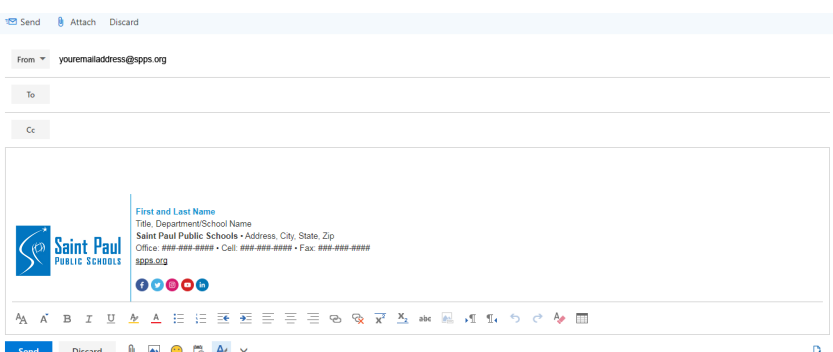 Send Attach Discard
From youremailaddress@spps.org
To
Cc
First and Last Name
Title, Department/School Name
Saint Paul Public Schools • Address, City, State, Zip
Office: ###-###-#### • Cell: ###-###-#### • Fax: ###-###-####
spps.org
Saint Paul
PUBLIC SCHOOLS
Send Discard